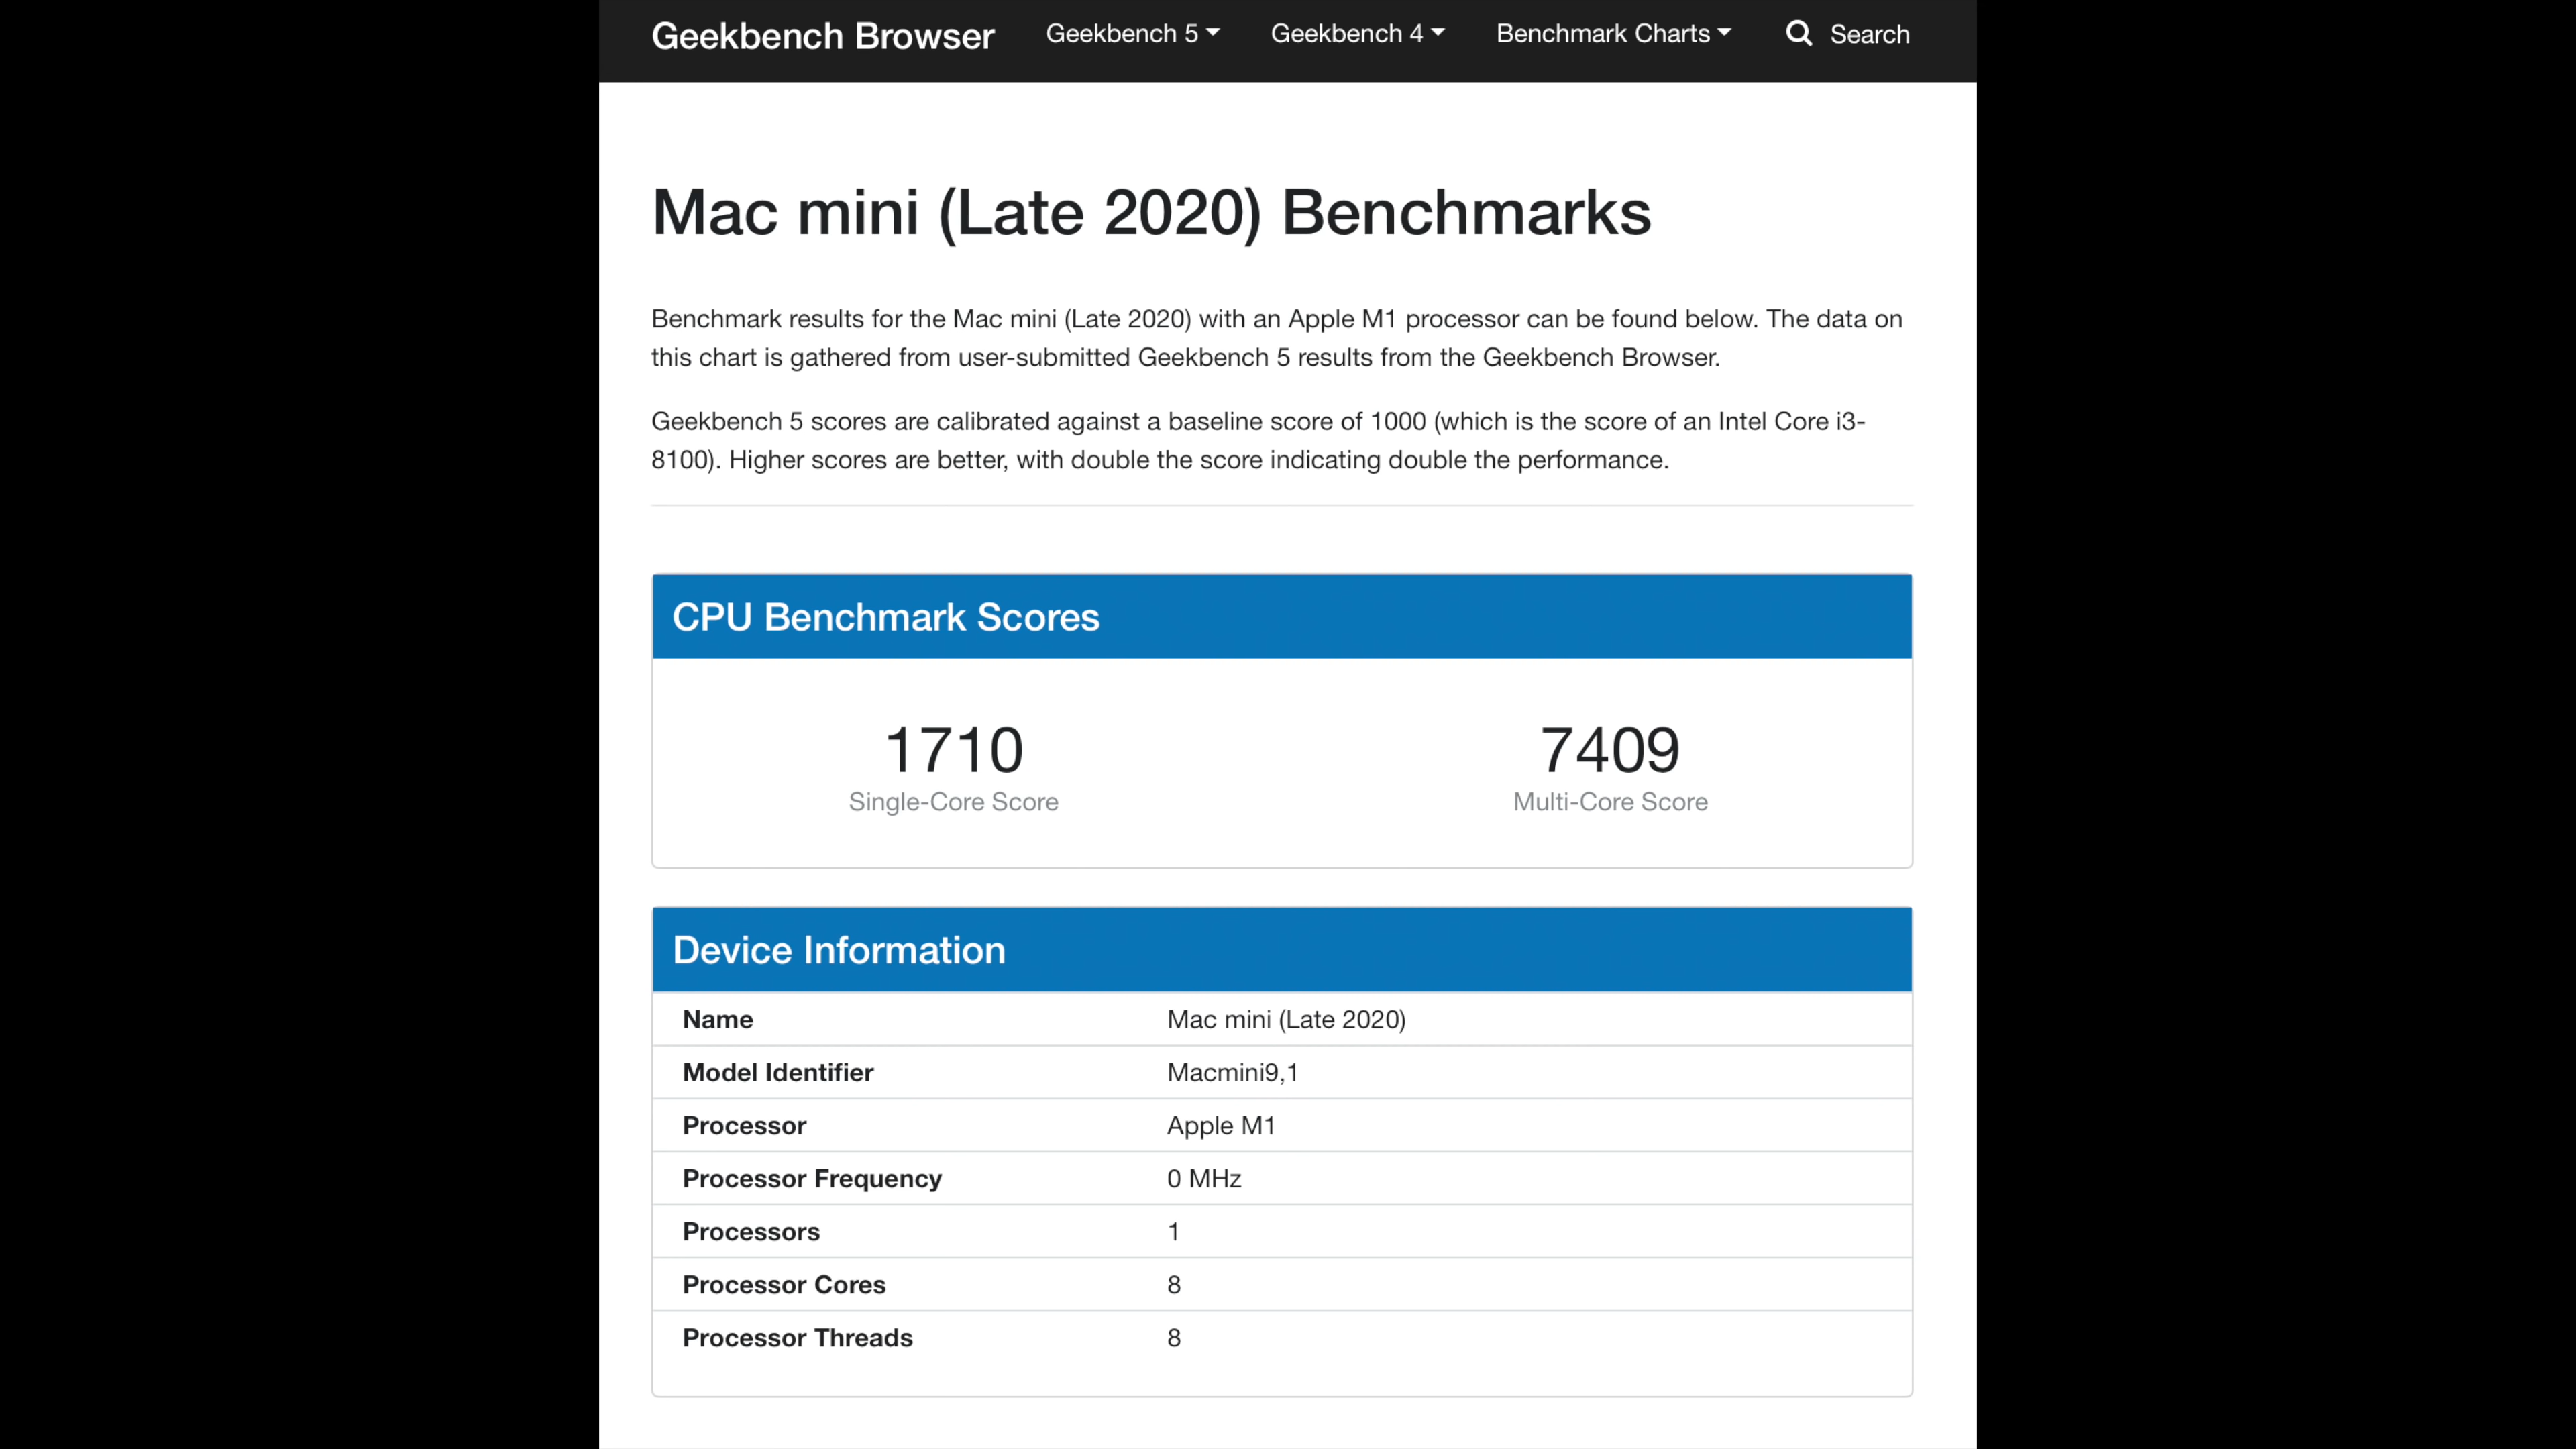 Geekbench Browser Geekbench 5 Geekbench 4 Benchmark Charts Search
Mac mini (Late 2020) Benchmarks
Benchmark results for the Mac mini (Late 2020) with an Apple M1 processor can be found below. The data on
this chart is gathered from user-submitted Geekbench 5 results from the Geekbench Browser.
Geekbench 5 scores are calibrated against a baseline score of 1000 (which is the score of an Intel Core i3-
8100). Higher scores are better, with double the score indicating double the performance.
CPU Benchmark Scores
1710 7409
Single-Core Score Multi-Core Score
Device Information
Name Mac mini (Late 2020)
Model Identifier Macmini9,1
Processor Apple M1
Processor Frequency 0 MHz
Processors 1
Processor Cores 8
Processor Threads 8